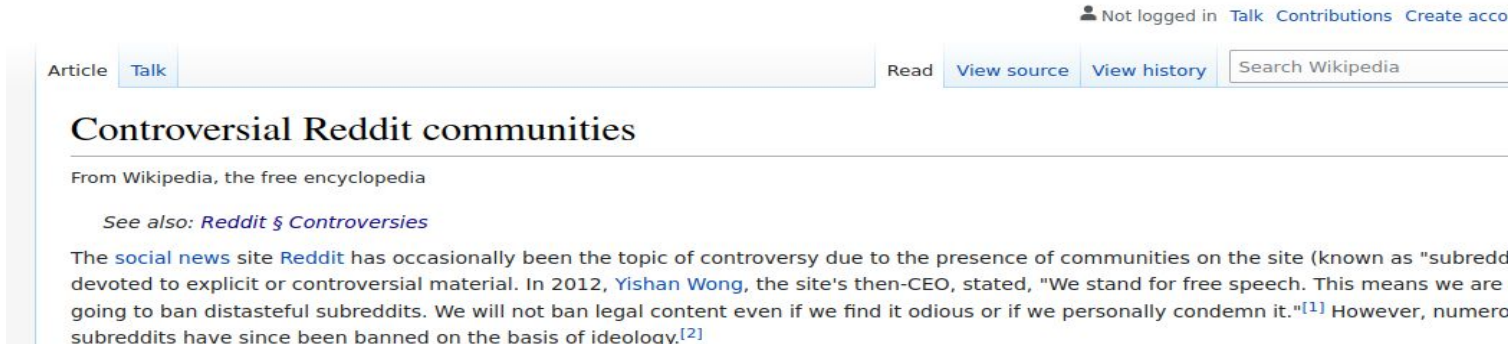 Not logged in Talk Contributions Create acco
Article Talk Read View source View history Search Wikipedia
Controversial Reddit communities
From Wikipedia, the free encyclopedia
See also: Reddit § Controversies
The social news site Reddit has occasionally been the topic of controversy due to the presence of communities on the site (known as "subredd
devoted to explicit or controversial material. In 2012, Yishan Wong, the site's then-CEO, stated, "We stand for free speech. This means we are
going to ban distasteful subreddits. We will not ban legal content even if we find it odious or if we personally condemn it."[1] However, numero
subreddits have since been banned on the basis of ideology.[2]